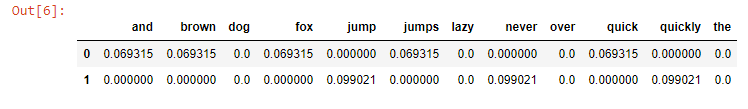 Out[6]:
and brown dog fox jump jumps lazy never over quick quickly the
0 0.069315 0.069315 0.0 0.069315 0.000000 0.069315 0.0 0.000000 0.0 0.069315 0.000000 0.0
1 0.000000 0.000000 0.0 0.000000 0.099021 0.000000 0.0 0.099021 0.0 0.000000 0.099021 0.0